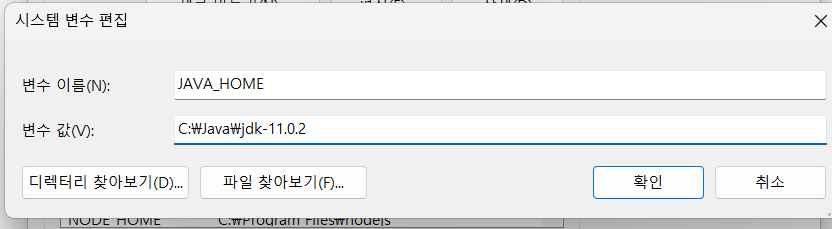 시스템 변수 편집
변수 이름(N):
JAVA_HOME
변수 값(V):
C:₩Java₩jdk-11.0.2
디렉터리 찾아보기(D)...
파일 찾아보기(F)...
확인
취소
NODE_HOME
C:₩Program Files₩nodejs